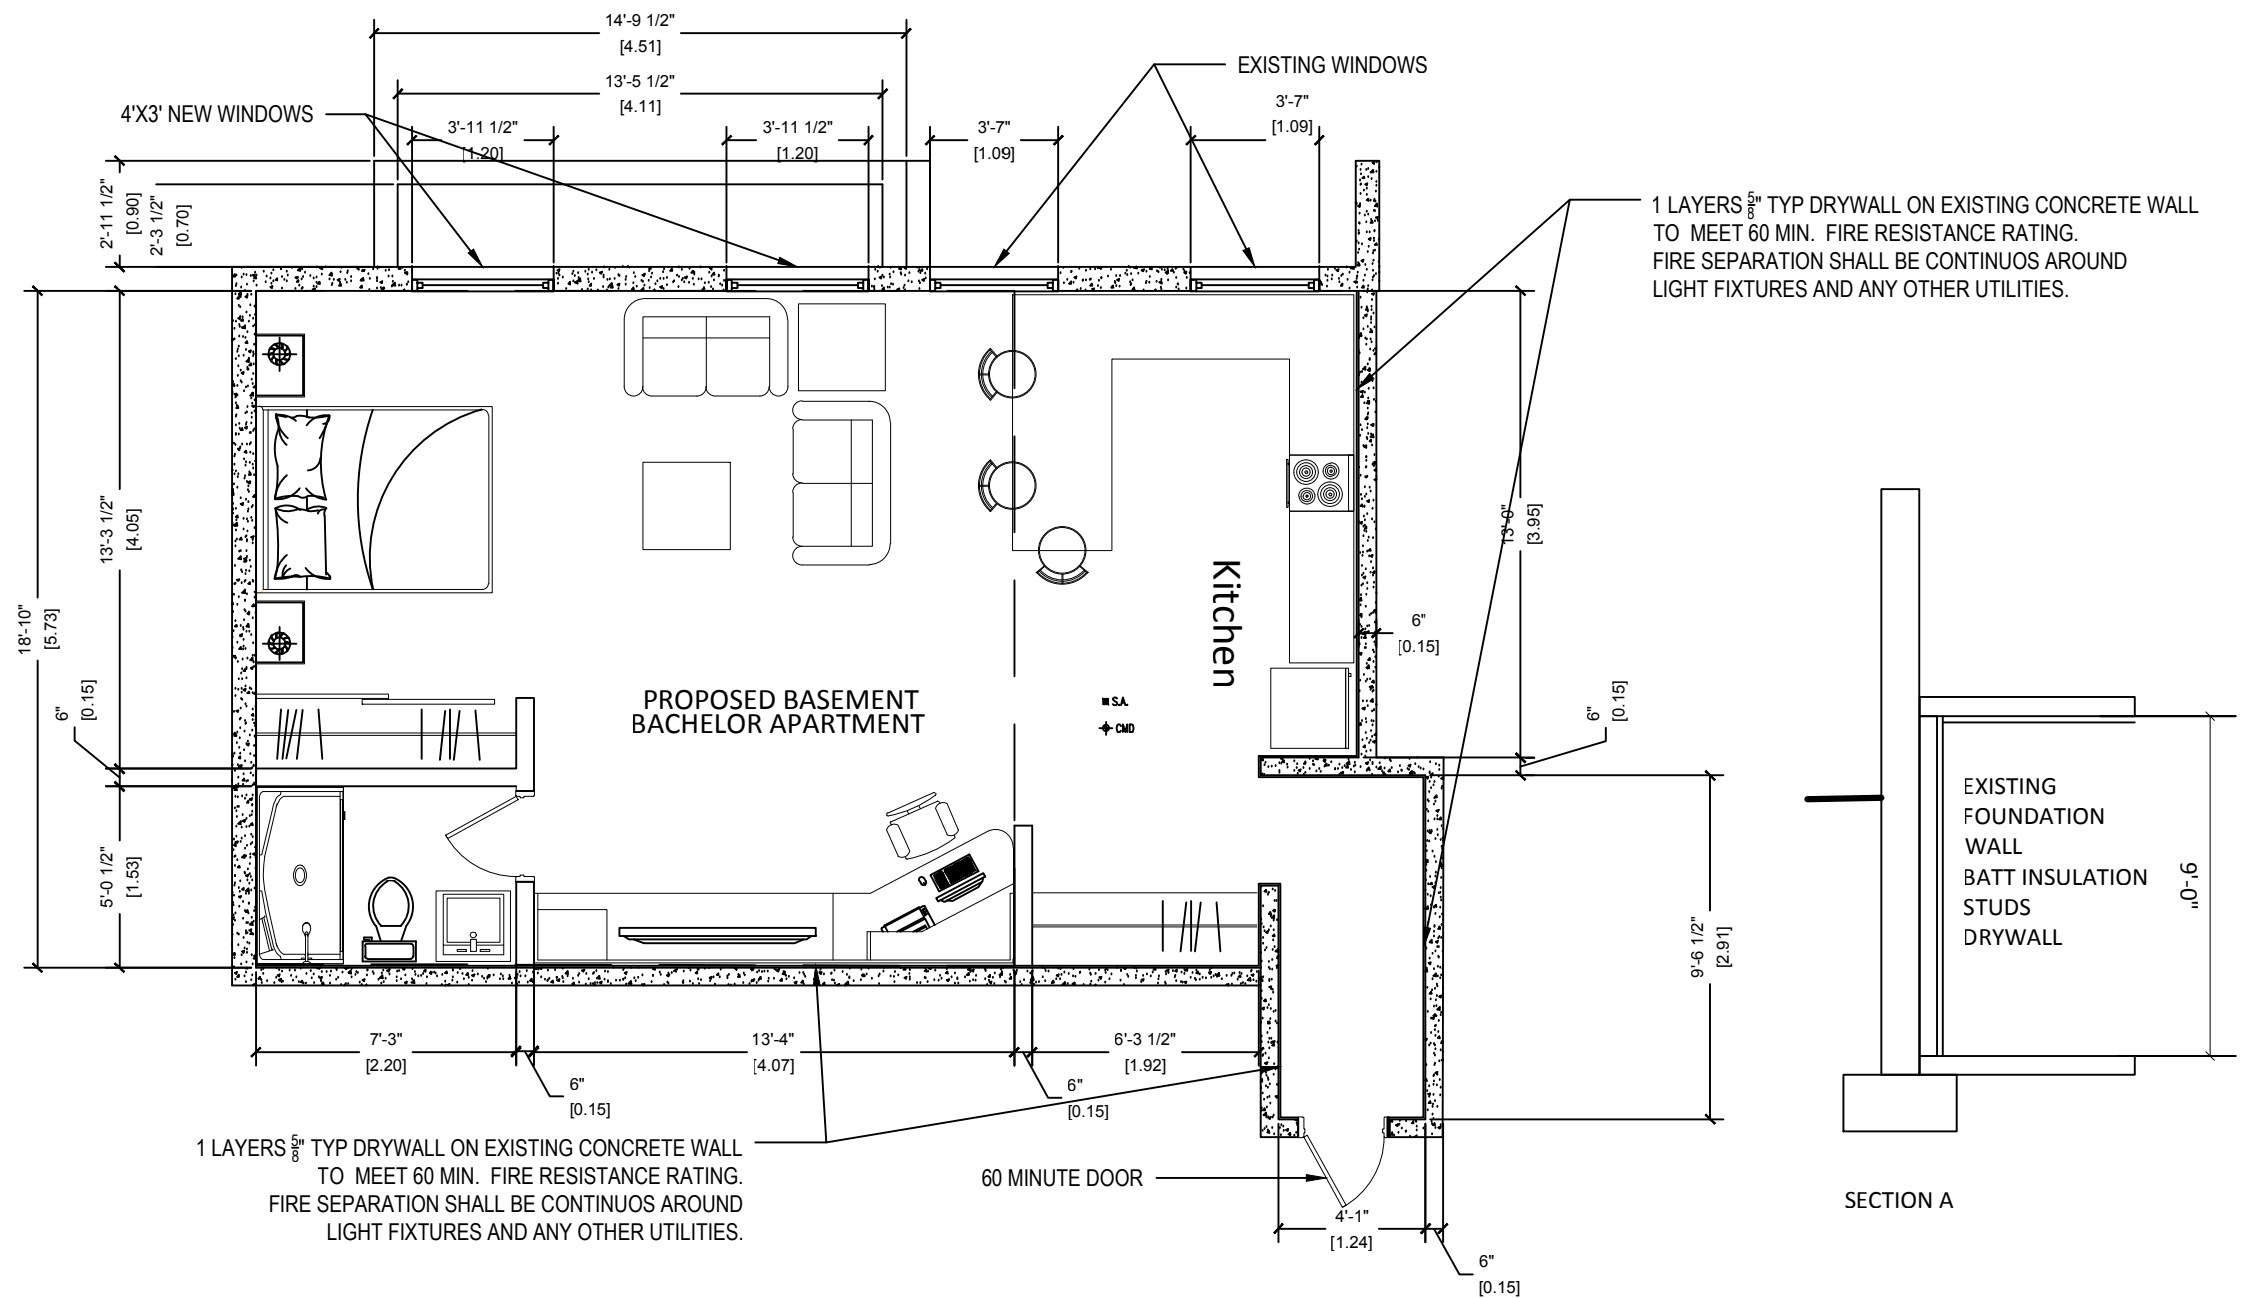 14'-9 1/2"
[4.51]
13'-5 1/2"
[4.11]
EXISTING WINDOWS
4'X3' NEW WINDOWS
3'-11 1/2"
[1.20]
3'-11 1/2"
[1.20]
3'-7"
[1.09]
3'-7"
[1.09]
2'-11 1/2"
[0.90]
2'-3 1/2"
[0.70]
1 LAYERS 5/8" TYP DRYWALL ON EXISTING CONCRETE WALL
TO MEET 60 MIN. FIRE RESISTANCE RATING.
FIRE SEPARATION SHALL BE CONTINUOS AROUND
LIGHT FIXTURES AND ANY OTHER UTILITIES.
13'-3 1/2"
[4.05]
18'-10"
[5.73]
13'-0"
[3.95]
Kitchen
6"
[0.15]
6"
[0.15]
6"
[0.15]
PROPOSED BASEMENT
BACHELOR APARTMENT
S.A.
CMD
5'-0 1/2"
[1.53]
9'-6 1/2"
[2.91]
EXISTING
FOUNDATION
WALL
BATT INSULATION
STUDS
DRYWALL
9'-0"
7'-3"
[2.20]
13'-4"
[4.07]
6'-3 1/2"
[1.92]
6"
[0.15]
6"
[0.15]
1 LAYERS 5/8" TYP DRYWALL ON EXISTING CONCRETE WALL
TO MEET 60 MIN. FIRE RESISTANCE RATING.
FIRE SEPARATION SHALL BE CONTINUOS AROUND
LIGHT FIXTURES AND ANY OTHER UTILITIES.
60 MINUTE DOOR
SECTION A
4'-1"
[1.24]
6"
[0.15]